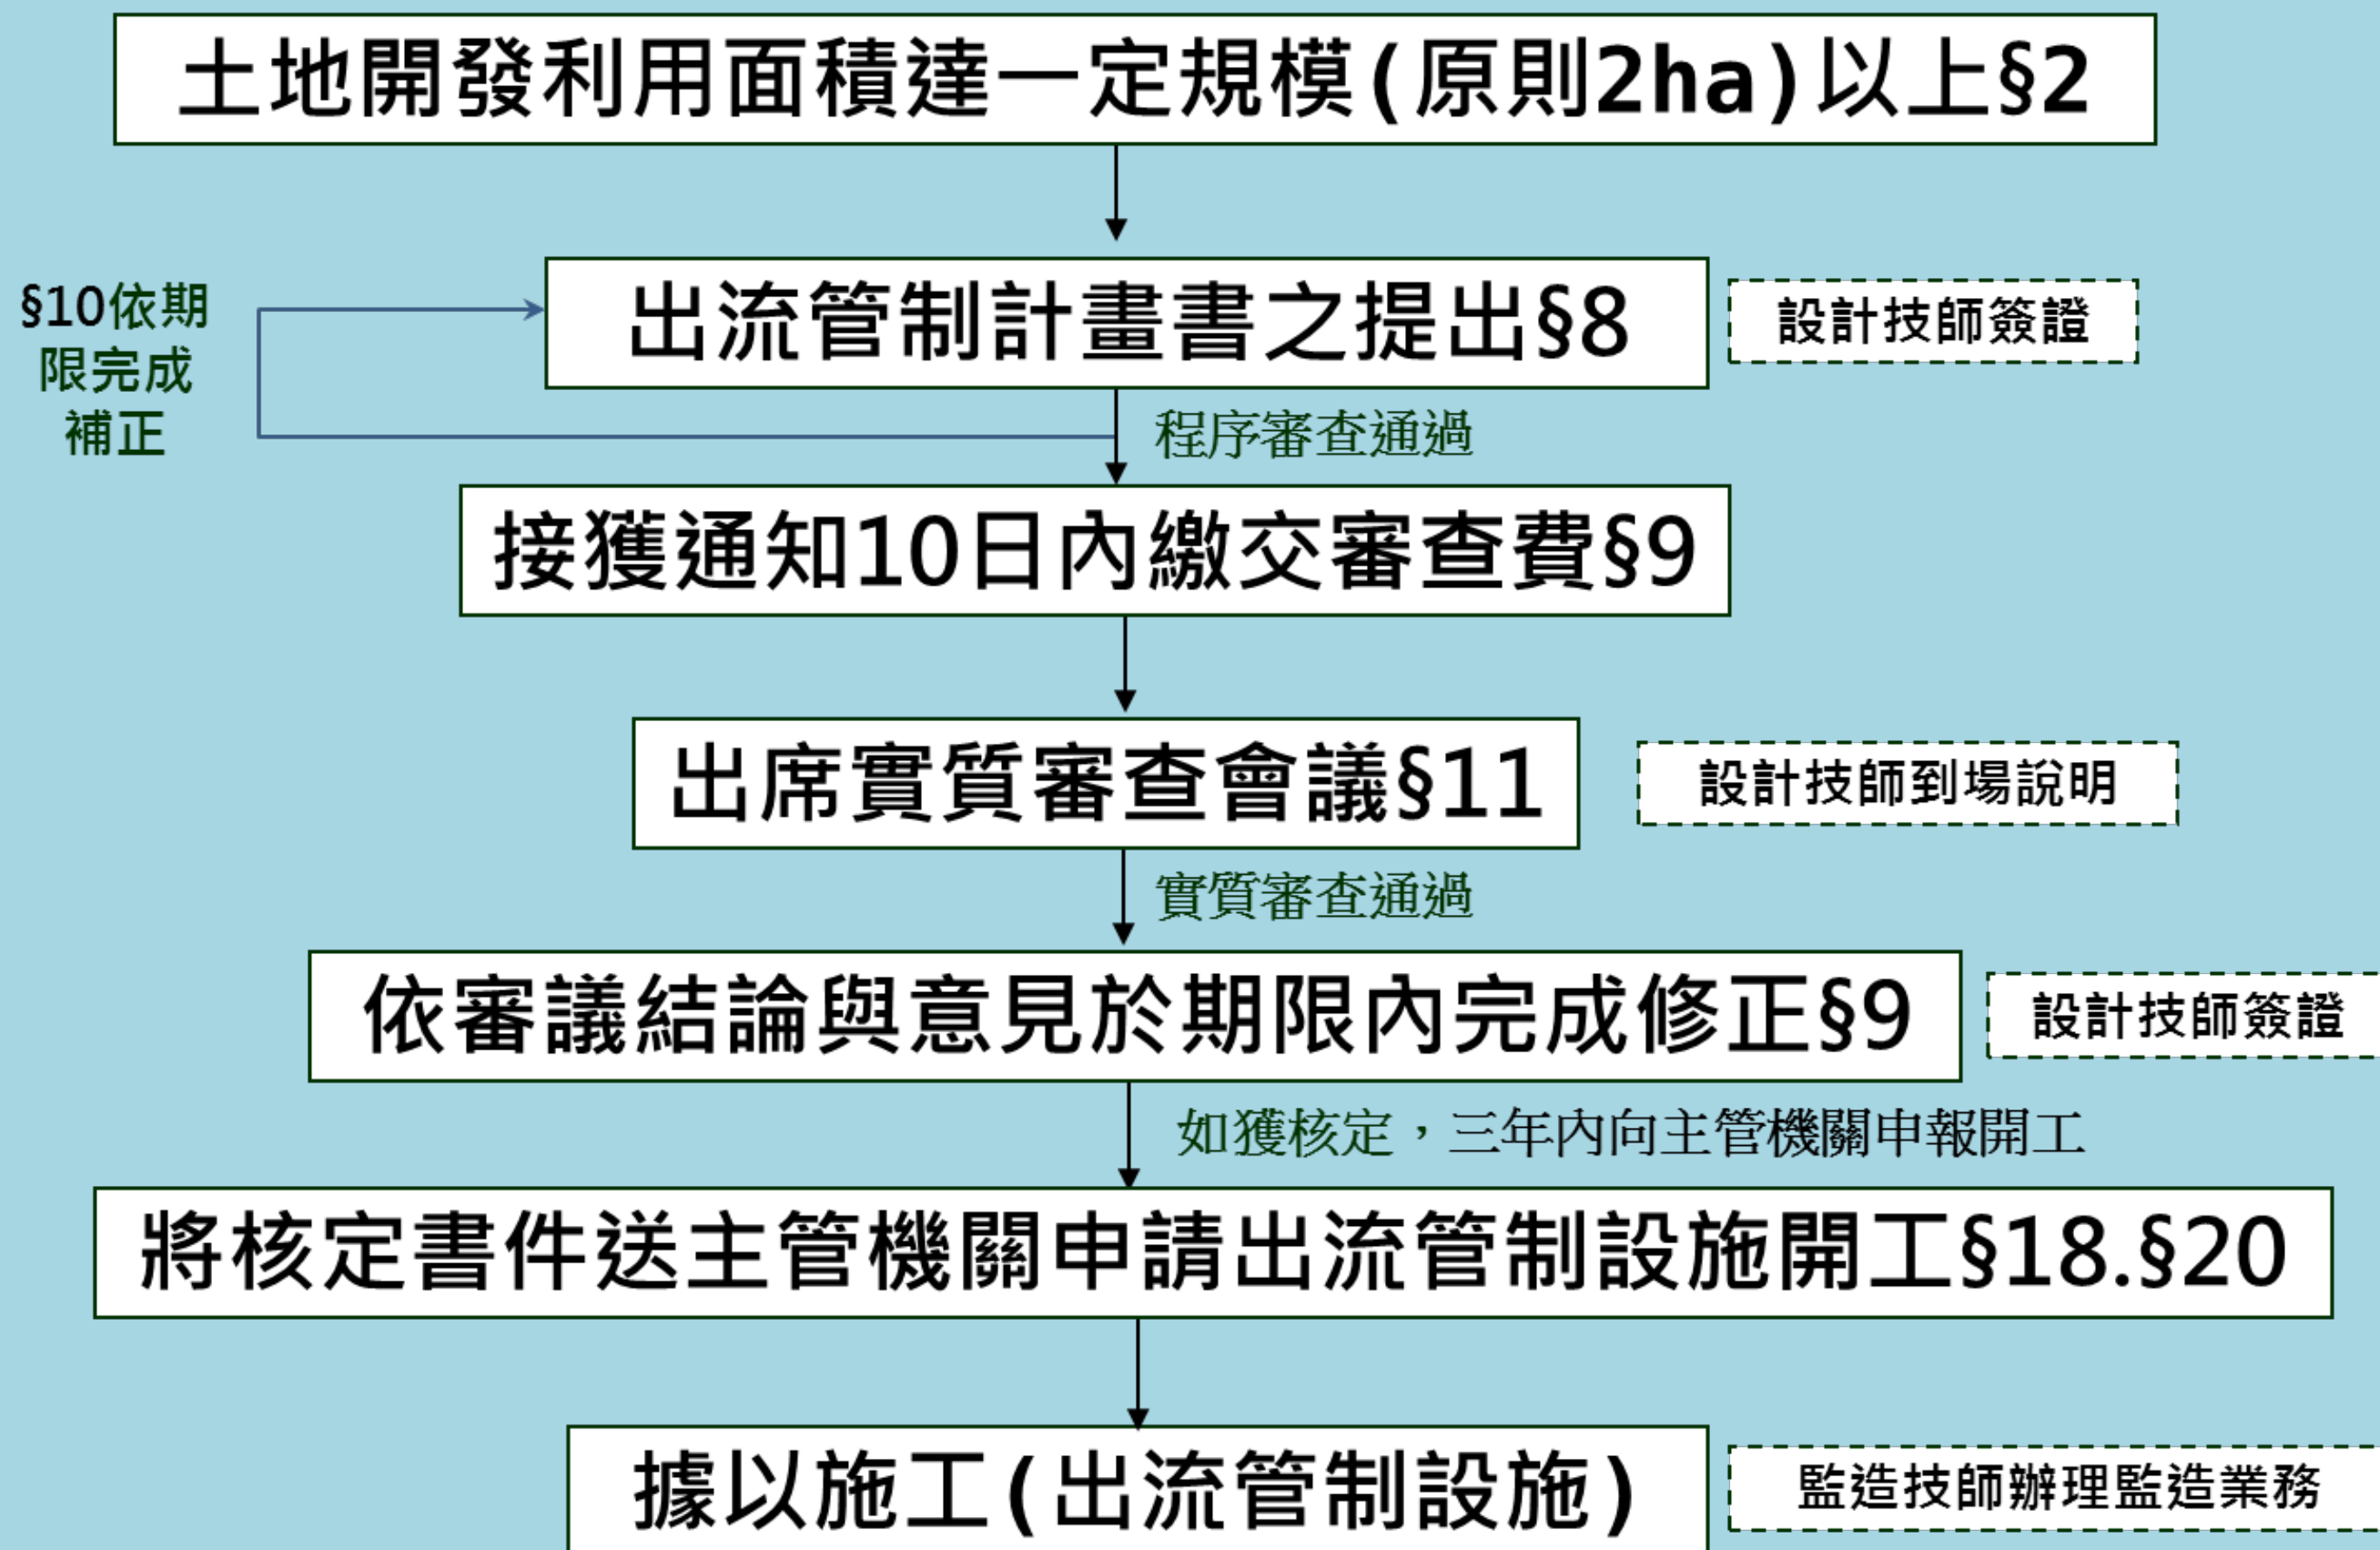 土地開發利用面積達一定規模(原則2ha)以上§2
§10依期
限完成
補正
出流管制計畫書之提出§8
設計技師簽證
程序審查通過
接獲通知10日內繳交審查費§9
出席實質審查會議§11
設計技師到場說明
實質審查通過
依審議結論與意見於期限內完成修正§9
設計技師簽證
如獲核定，三年內向主管機關申報開工
將核定書件送主管機關申請出流管制設施開工§18.§20
據以施工(出流管制設施)
監造技師辦理監造業務